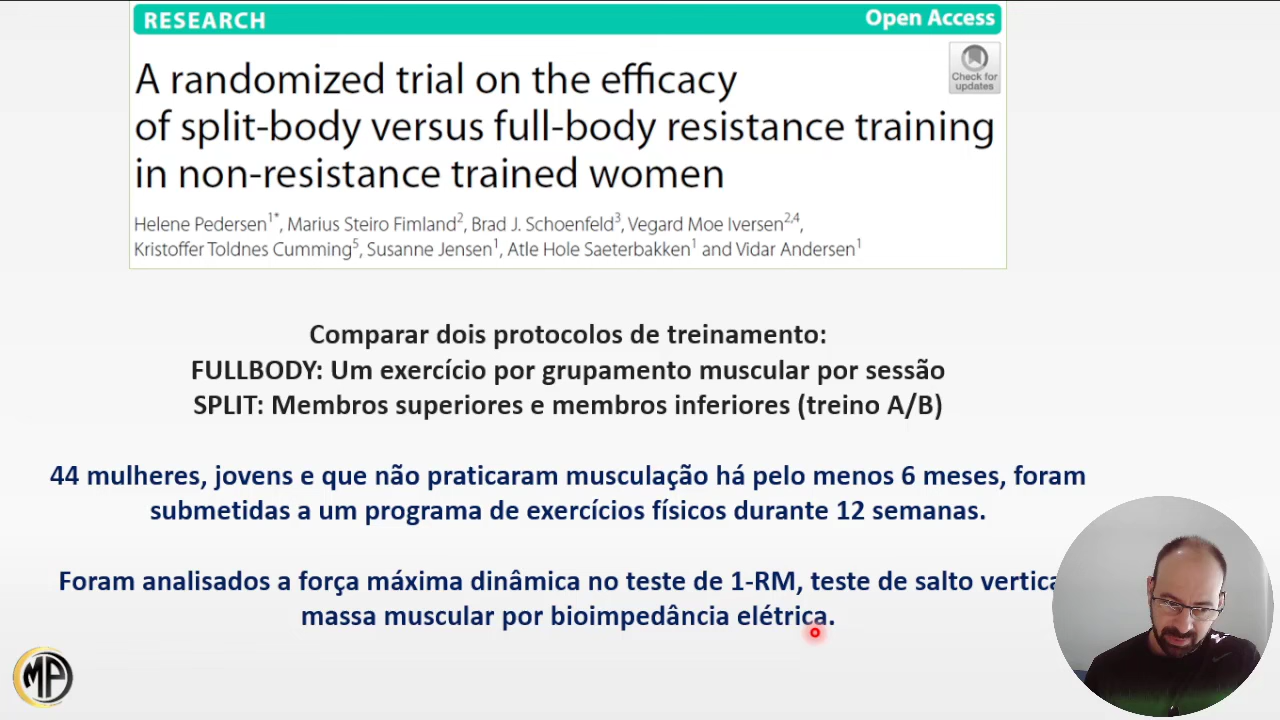 RESEARCH
Open Access
Check for
updates
A randomized trial on the efficacy
of split-body versus full-body resistance training
in non-resistance trained women
Helene Pedersen1*, Marius Steiro Fimland2, Brad J. Schoenfeld3, Vegard Moe Iversen2,4,
Kristoffer Toldnes Cumming5, Susanne Jensen1, Atle Hole Saeterbakken1 and Vidar Andersen1
Comparar dois protocolos de treinamento:
FULLBODY: Um exercício por grupamento muscular por sessão
SPLIT: Membros superiores e membros inferiores (treino A/B)
44 mulheres, jovens e que não praticaram musculação há pelo menos 6 meses, foram
submetidas a um programa de exercícios físicos durante 12 semanas.
Foram analisados a força máxima dinâmica no teste de 1-RM, teste de salto vertica
massa muscular por bioimpedância elétrica.
MP